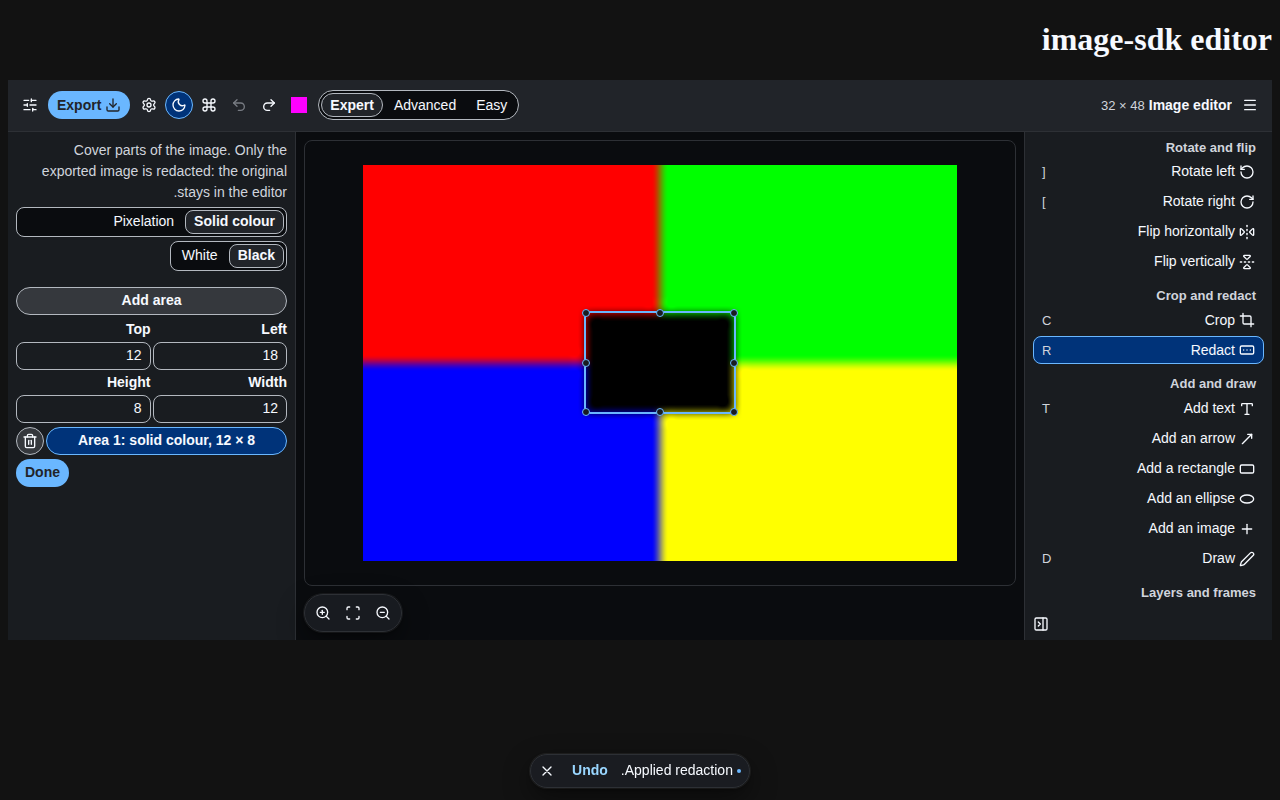 image-sdk editor
Export
Expert Advanced Easy
32 × 48 Image editor
Cover parts of the image. Only the
exported image is redacted: the original
.stays in the editor
Pixelation Solid colour
White Black
Add area
Top Left
12 18
Height Width
8 12
Area 1: solid colour, 12 × 8
Done
Rotate and flip
] Rotate left
[ Rotate right
Flip horizontally
Flip vertically
Crop and redact
C Crop
R Redact
Add and draw
T Add text
Add an arrow
Add a rectangle
Add an ellipse
Add an image
D Draw
Layers and frames
Undo .Applied redaction